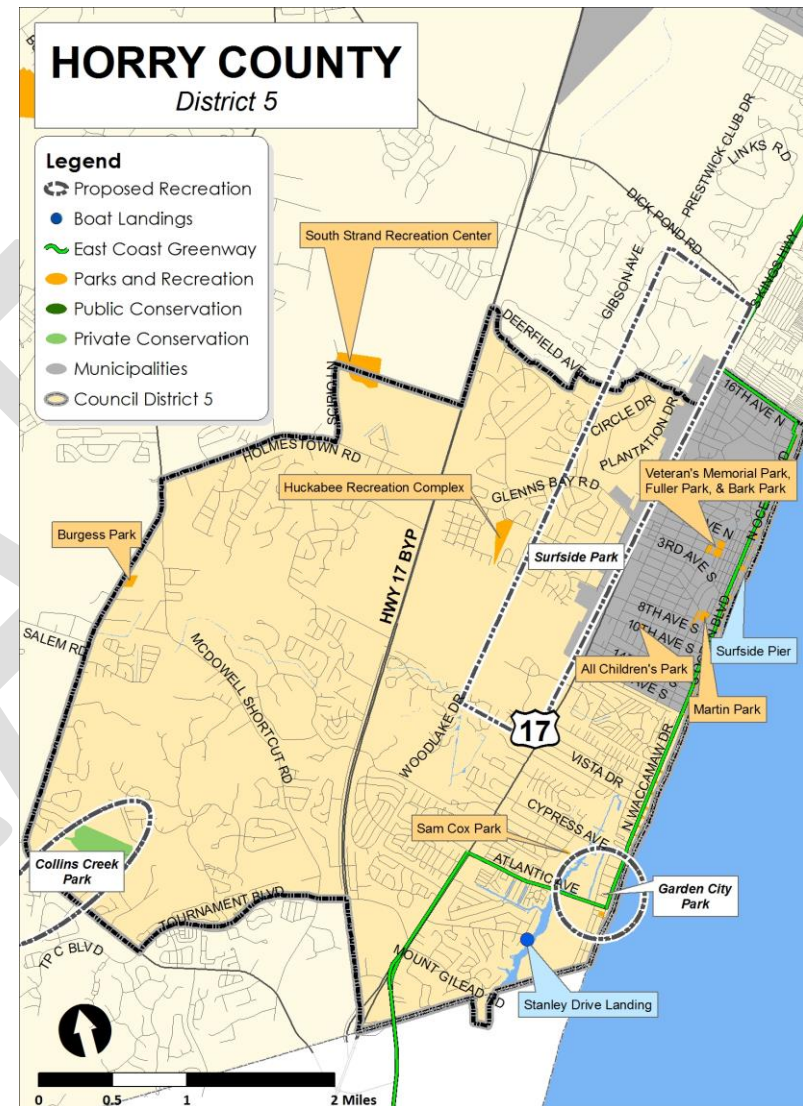 HORRY COUNTY
District 5
Legend
Proposed Recreation
Boat Landings
East Coast Greenway
Parks and Recreation
Public Conservation
Private Conservation
Municipalities
Council District 5
PRESTWICK CLUB DR
LINKS RD
DICK POND RD
S KINGS HWY
GIBSON AVE
South Strand Recreation Center
DEERFIELD AVE
SCIPIO LN
16TH AVE N
CIRCLE DR
PLANTATION DR
HOLMESTOWN RD
Veteran's Memorial Park,
Fuller Park, & Bark Park
Huckabee Recreation Complex
GLENNS BAY RD
AVE N
3RD AVE S
Burgess Park
Surfside Park
HWY 17 BYP
8TH AVE S
10TH AVE S
SALEM RD
Surfside Pier
All Children's Park
MCDOWELL SHORTCUT RD
Martin Park
WOODLAKE DR
17
VISTA DR
N WACCAMAW DR
CYPRESS AVE
Sam Cox Park
ATLANTIC AVE
Collins Creek
Park
Garden City
Park
TOURNAMENT BLVD
TPC BLVD
MOUNT GILEAD RD
Stanley Drive Landing
0 0.5 1 2 Miles